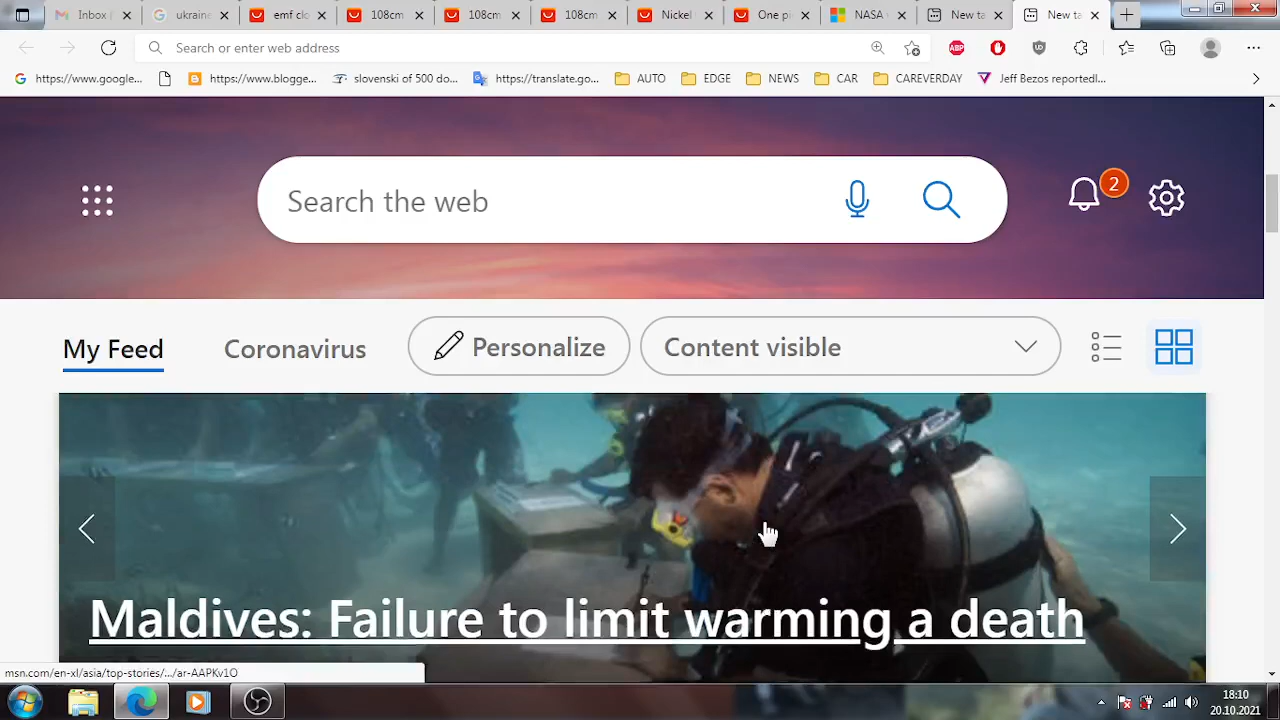 Inbox
ukraine
emf clo
108cm
108cm
108cm
Nickel
One p
NASA
New ta
New ta
Search or enter web address
ABP
https://www.google...
https://www.blogge...
slovenski of 500 do...
https://translate.go...
AUTO
EDGE
NEWS
CAR
CAREVERDAY
Jeff Bezos reportedl...
Search the web
2
My Feed
Coronavirus
Personalize
Content visible
Maldives: Failure to limit warming a death
msn.com/en-xl/asia/top-stories/.../ar-AAPKv1O
18:10
20.10.2021